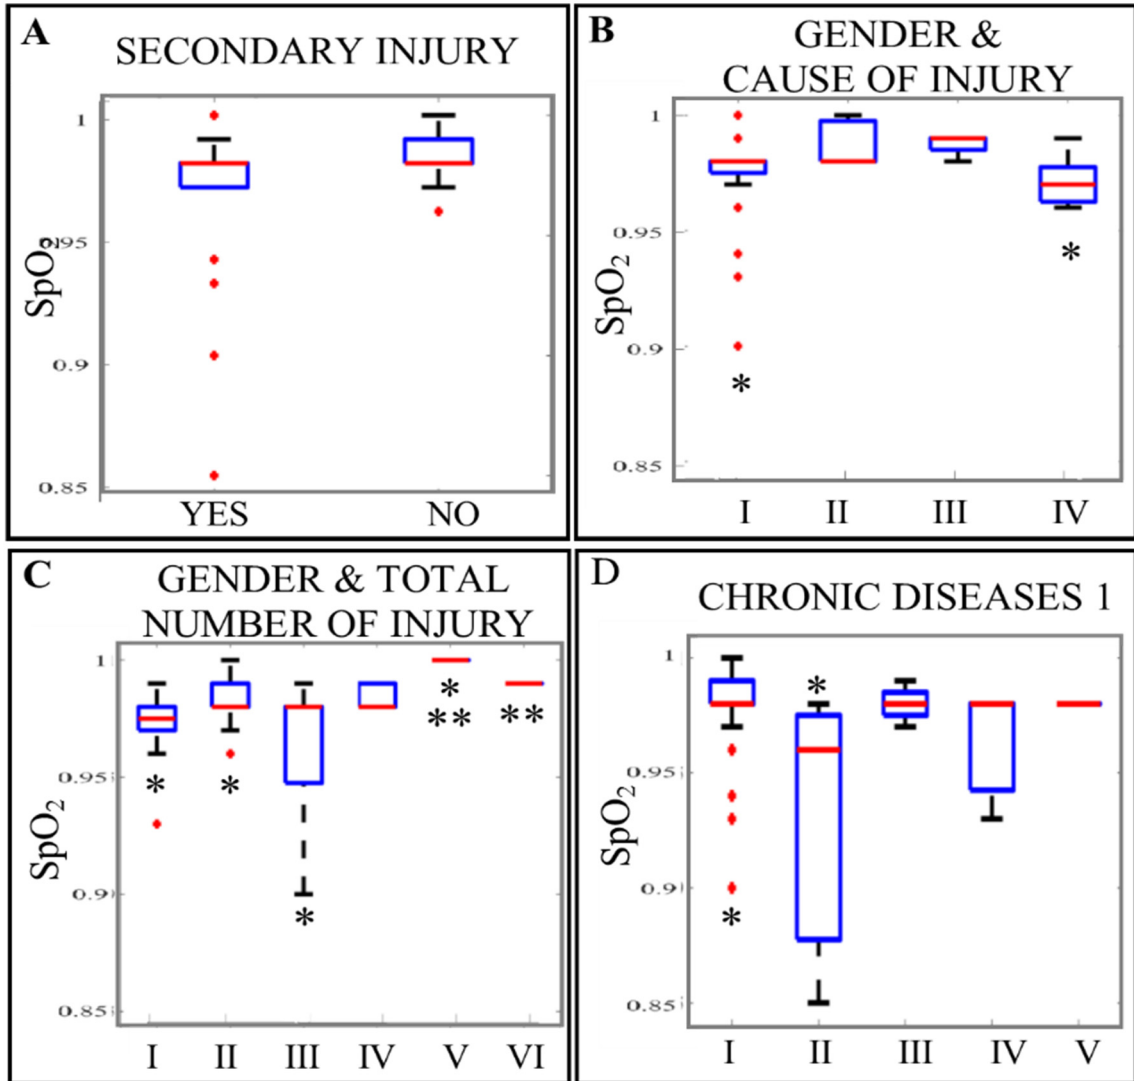 A
SECONDARY INJURY
1
0.95
0.9
0.85
SpO₂
YES NO
B
GENDER &
CAUSE OF INJURY
1
0.95
0.9
0.85
SpO₂
*
*
I II III IV
C
GENDER & TOTAL
NUMBER OF INJURY
1
0.95
0.9
0.85
SpO₂
*
**
**
*
*
*
I II III IV V VI
D
CHRONIC DISEASES 1
1
0.95
0.9
0.85
SpO₂
*
*
I II III IV V